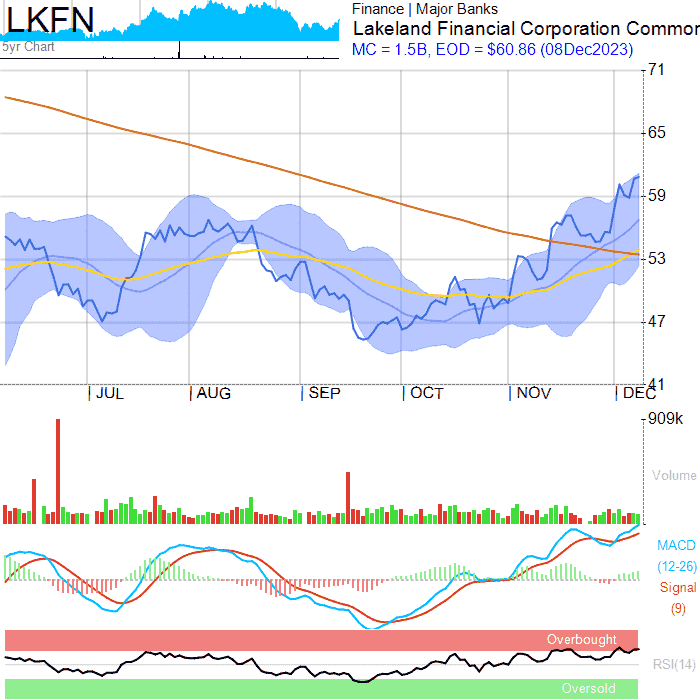 LKFN
5yr Chart
Finance | Major Banks
Lakeland Financial Corporation Common
MC = 1.5B, EOD = $60.86 (08Dec2023)
71
65
59
53
47
41
JUL
AUG
SEP
OCT
NOV
DEC
909k
Volume
MACD
(12-26)
Signal
(9)
Overbought
RSI(14)
Oversold